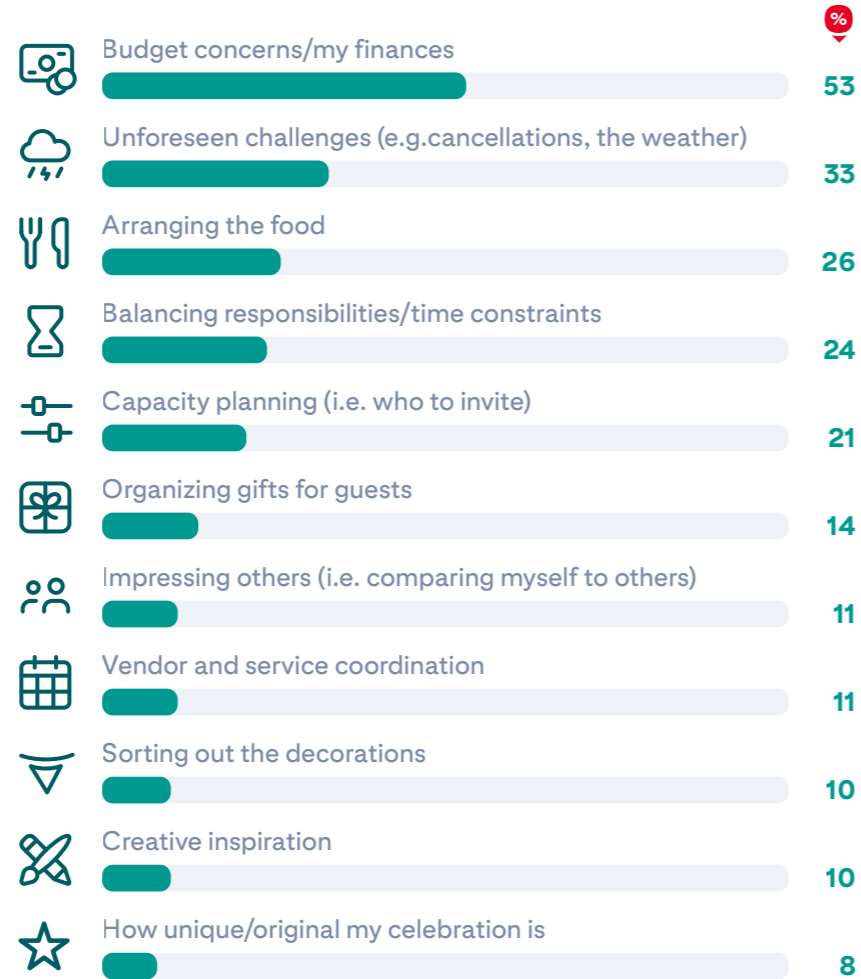 %
Budget concerns/my finances
53
Unforeseen challenges (e.g.cancellations, the weather)
33
Arranging the food
26
Balancing responsibilities/time constraints
24
Capacity planning (i.e. who to invite)
21
Organizing gifts for guests
14
Impressing others (i.e. comparing myself to others)
11
Vendor and service coordination
11
Sorting out the decorations
10
Creative inspiration
10
How unique/original my celebration is
8